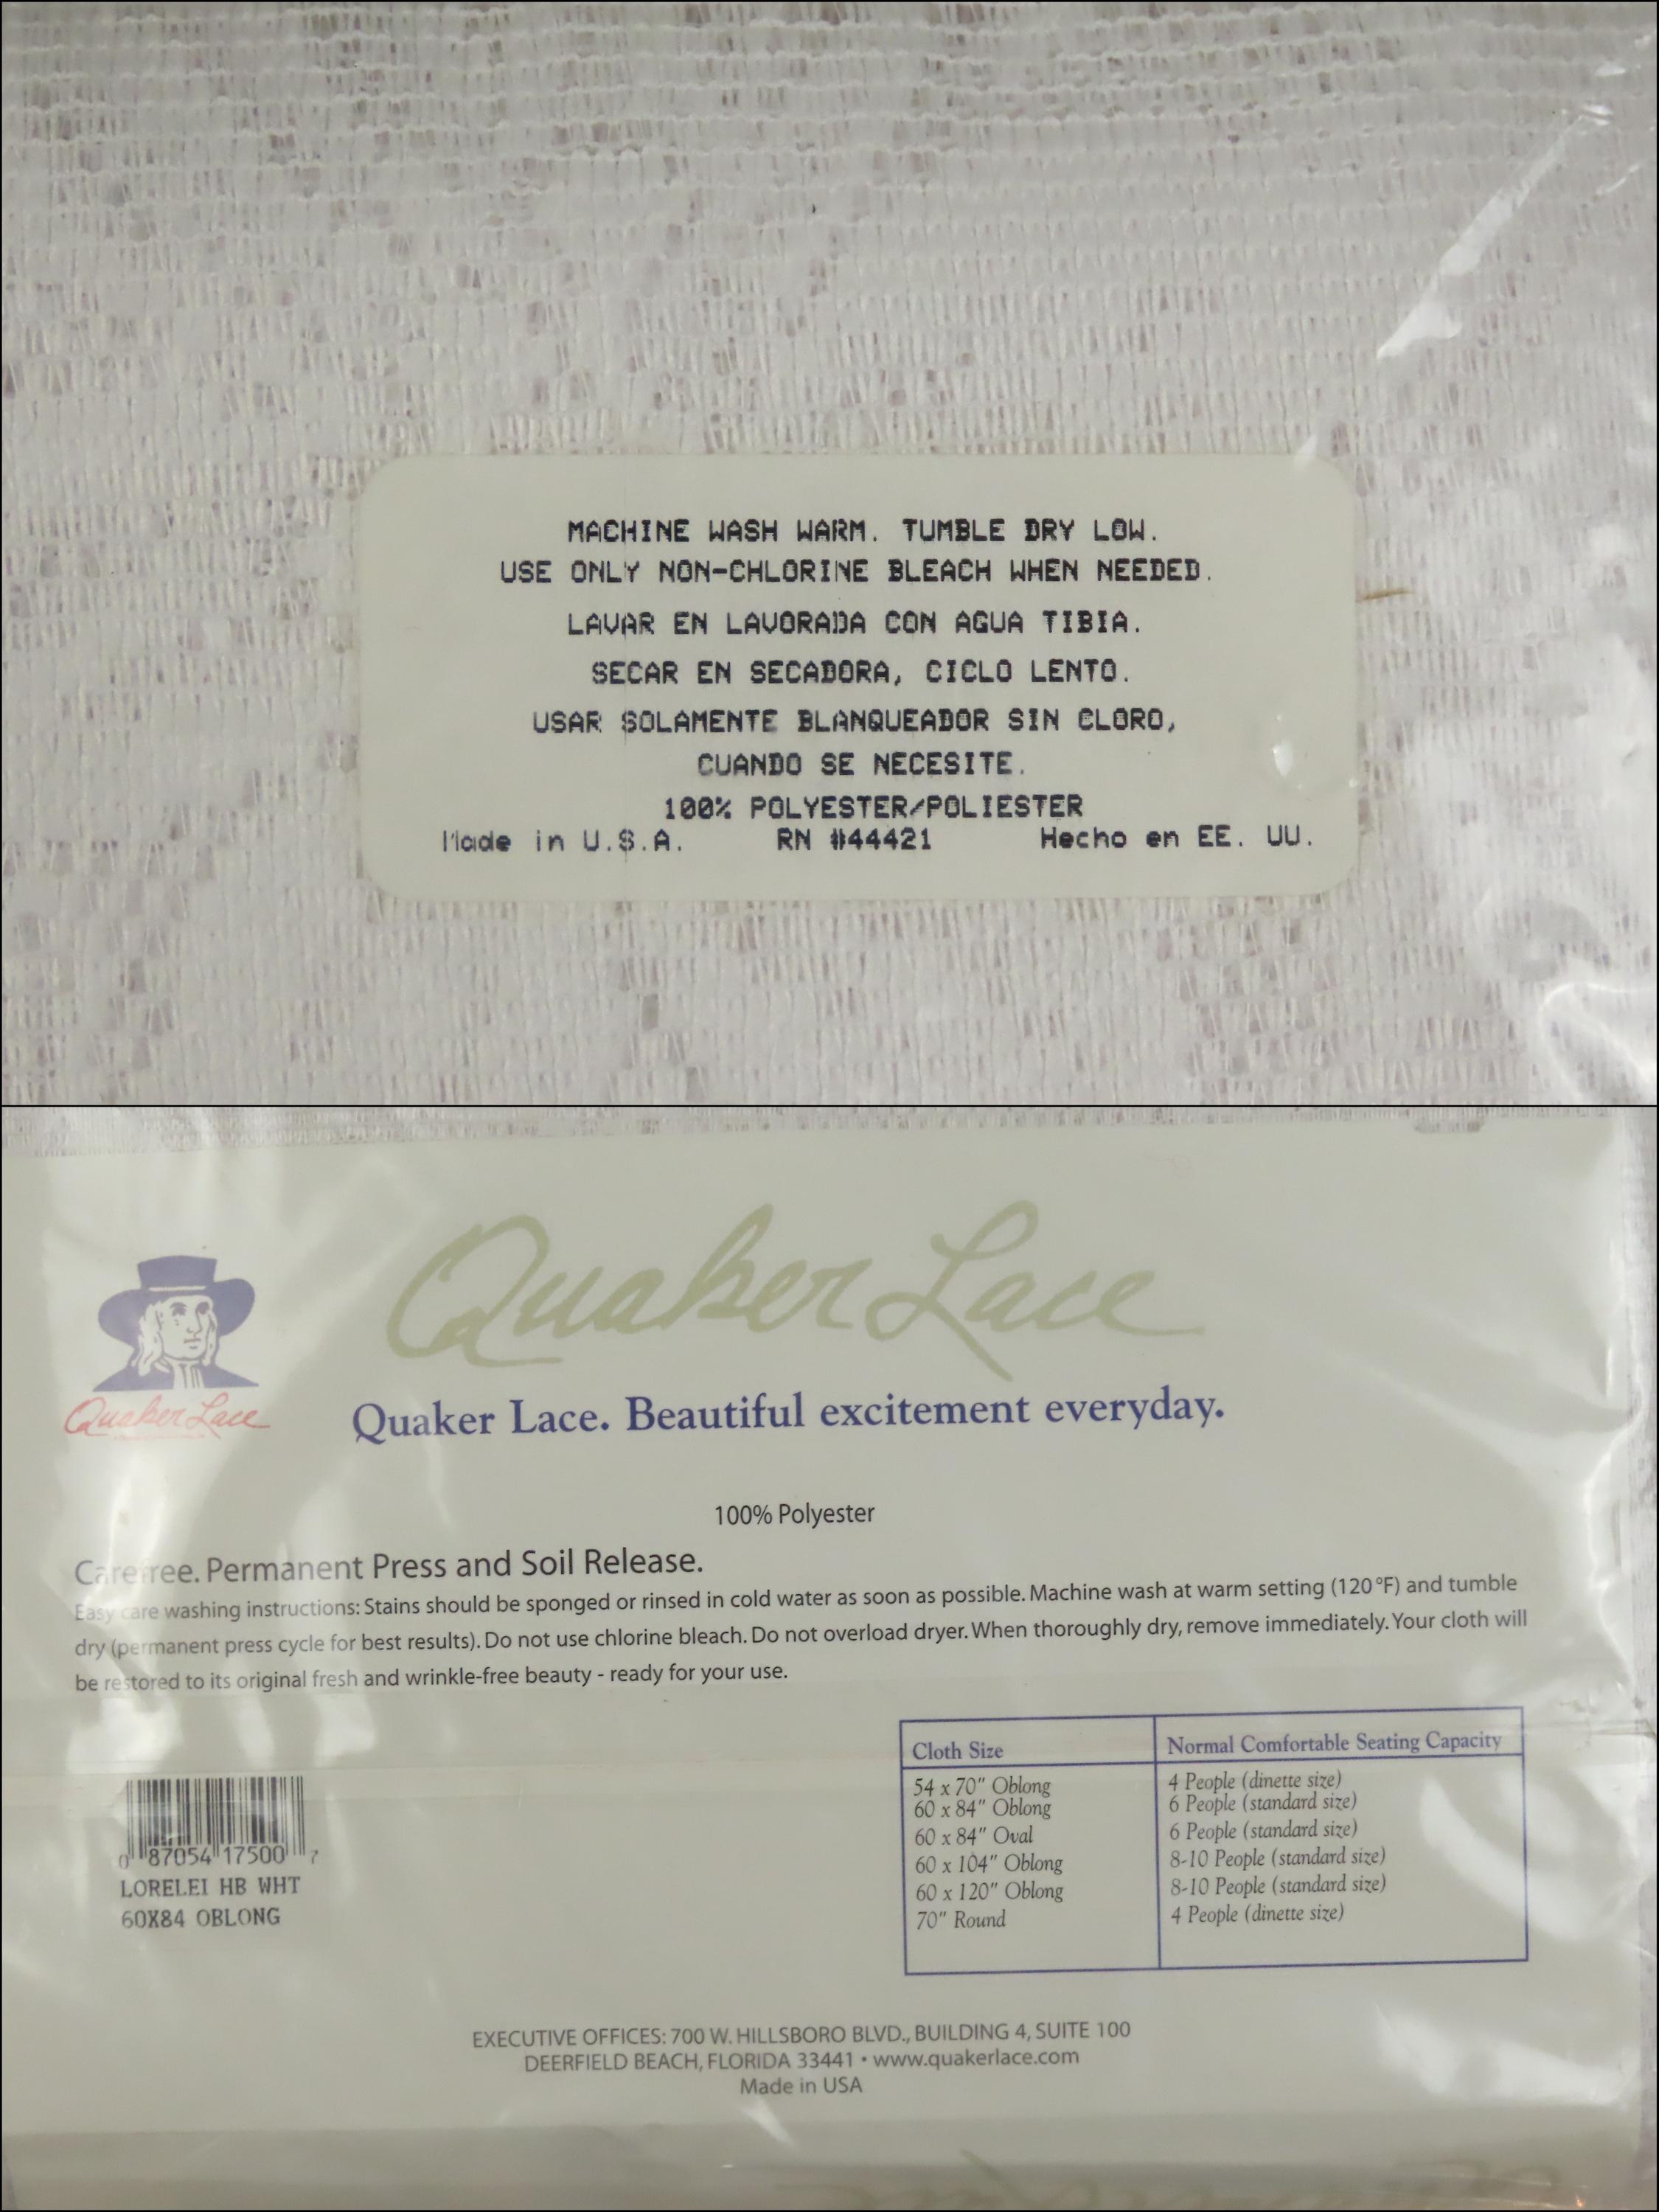 MACHINE WASH WARM. TUMBLE DRY LOW.
USE ONLY NON-CHLORINE BLEACH WHEN NEEDED.
LAVAR EN LAVORADA CON AGUA TIBIA.
SECAR EN SECADORA, CICLO LENTO.
USAR SOLAMENTE BLANQUEADOR SIN CLORO,
CUANDO SE NECESITE.
100% POLYESTER/POLIESTER
Made in U.S.A. RN #44421 Hecho en EE. UU.
Quaker Lace
Quaker Lace
Quaker Lace. Beautiful excitement everyday.
100% Polyester
Carefree. Permanent Press and Soil Release.
Easy care washing instructions: Stains should be sponged or rinsed in cold water as soon as possible. Machine wash at warm setting (120°F) and tumble
dry (permanent press cycle for best results). Do not use chlorine bleach. Do not overload dryer. When thoroughly dry, remove immediately. Your cloth will
be restored to its original fresh and wrinkle-free beauty - ready for your use.
Cloth Size Normal Comfortable Seating Capacity
54 x 70" Oblong 4 People (dinette size)
60 x 84" Oblong 6 People (standard size)
60 x 84" Oval 6 People (standard size)
60 x 104" Oblong 8-10 People (standard size)
60 x 120" Oblong 8-10 People (standard size)
70" Round 4 People (dinette size)
0 87054 17500 7
LORELEI HB WHT
60X84 OBLONG
EXECUTIVE OFFICES: 700 W. HILLSBORO BLVD., BUILDING 4, SUITE 100
DEERFIELD BEACH, FLORIDA 33441 • www.quakerlace.com
Made in USA